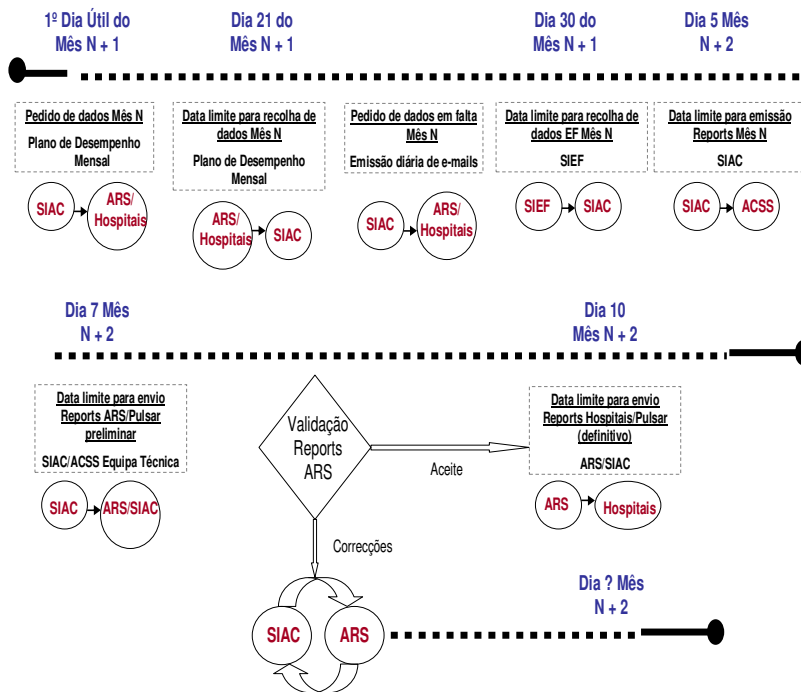 1º Dia Útil do
Mês N + 1
Dia 21 do
Mês N + 1
Dia 30 do
Mês N + 1
Dia 5 Mês
N + 2
Pedido de dados Mês N
Plano de Desempenho
Mensal
SIAC
ARS/
Hospitais
Data limite para recolha de
dados Mês N
Plano de Desempenho
Mensal
ARS/
Hospitais
SIAC
Pedido de dados em falta
Mês N
Emissão diária de e-mails
SIAC
ARS/
Hospitais
Data limite para recolha de
dados EF Mês N
SIEF
SIEF
SIAC
Data limite para emissão
Reports Mês N
SIAC
SIAC
ACSS
Dia 7 Mês
N + 2
Dia 10
Mês N + 2
Data limite para envio
Reports ARS/Pulsar
preliminar
SIAC/ACSS Equipa Técnica
SIAC
ARS/SIAC
Validação
Reports
ARS
Aceite
Correcções
Data limite para envio
Reports Hospitais/Pulsar
(definitivo)
ARS/SIAC
ARS
Hospitais
SIAC
ARS
Dia ? Mês
N + 2